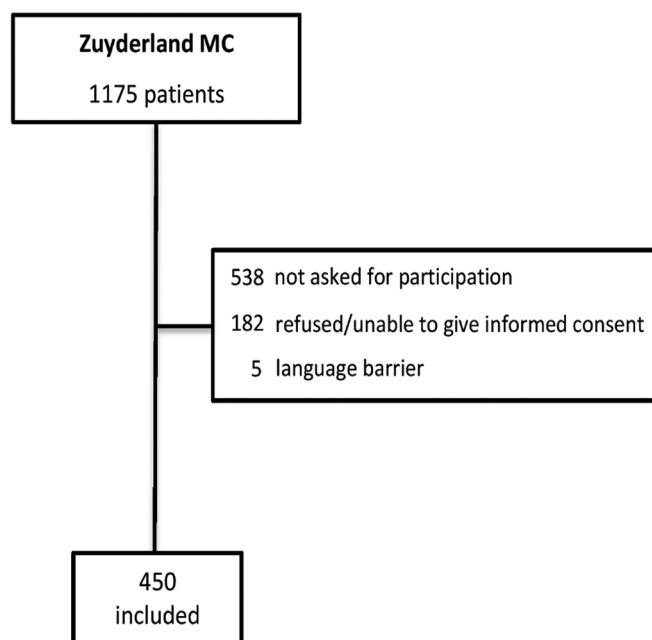 Zuyderland MC
1175 patients
538 not asked for participation
182 refused/unable to give informed consent
5 language barrier
450
included